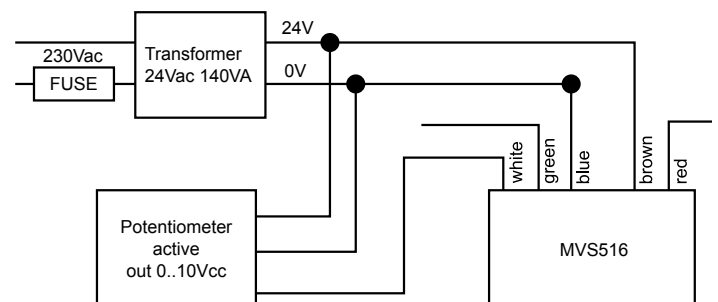 24V
230Vac
Transformer
24Vac 140VA
FUSE
0V
white
green
blue
brown
red
Potentiometer
active
out 0..10Vcc
MVS516